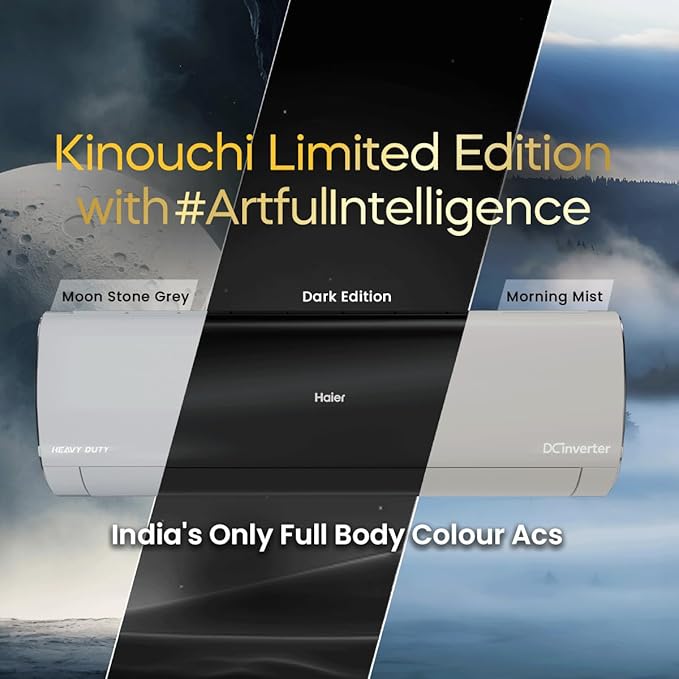 Kinouchi Limited Edition
with #ArtfulIntelligence
Moon Stone Grey
Dark Edition
Morning Mist
Haier
HEAVY DUTY
DCinverter
India's Only Full Body Colour Acs